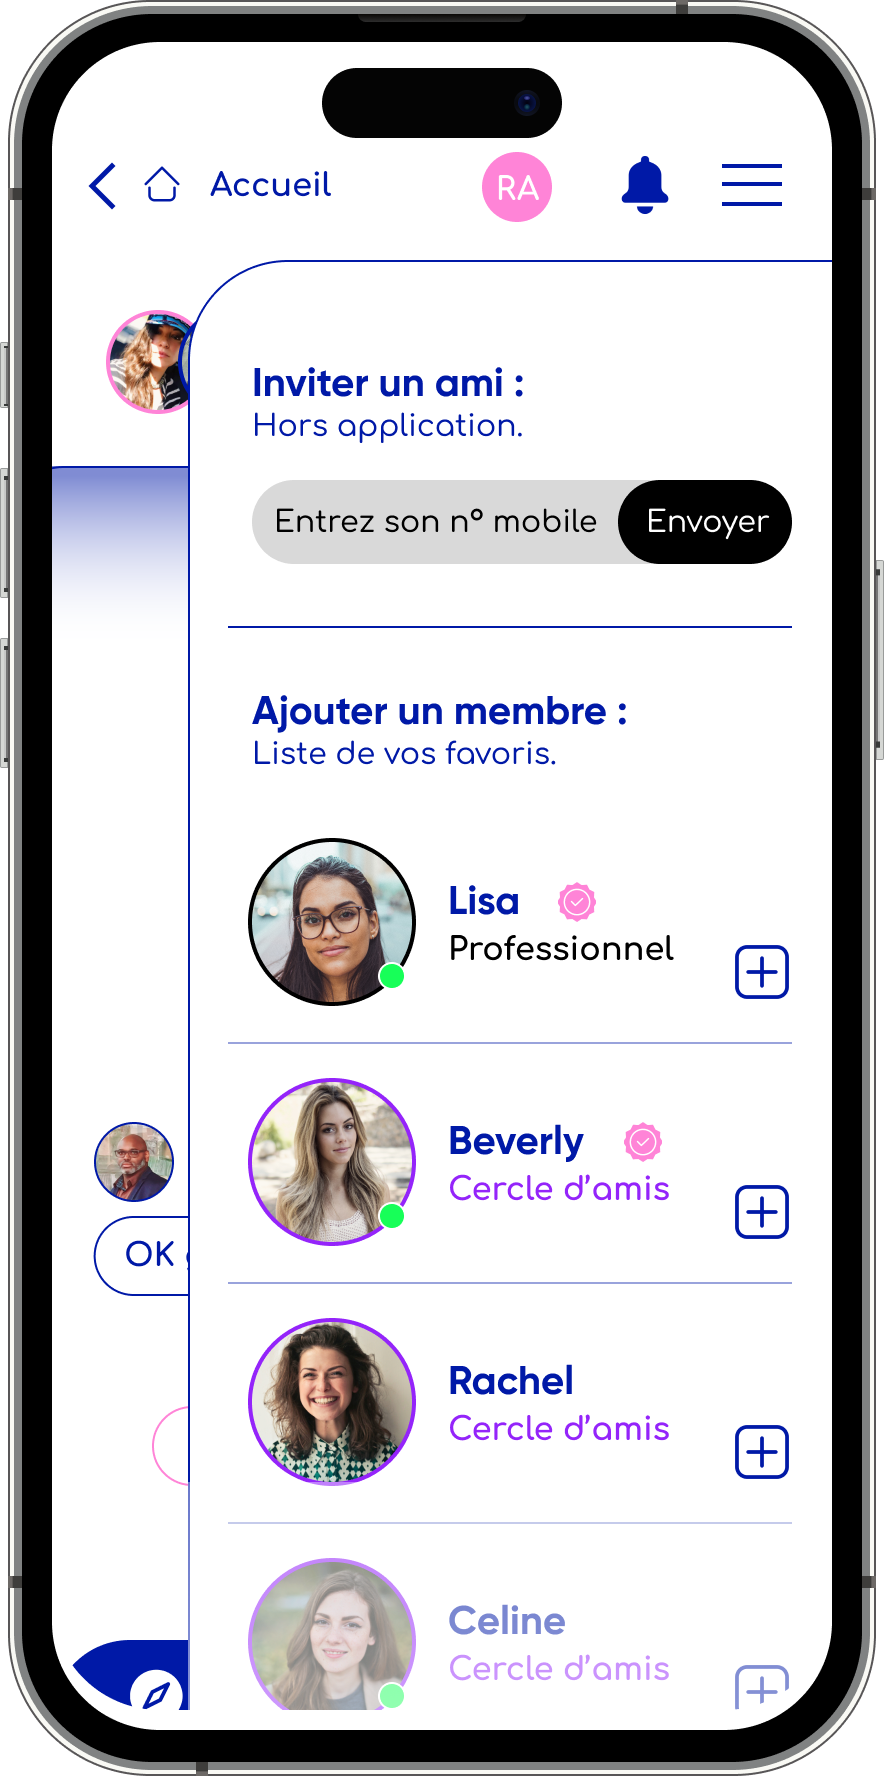 Accueil
RA
Inviter un ami :
Hors application.
Entrez son n° mobile
Envoyer
Ajouter un membre :
Liste de vos favoris.
Lisa
Professionnel
Beverly
Cercle d’amis
OK
Rachel
Cercle d’amis
Celine
Cercle d’amis